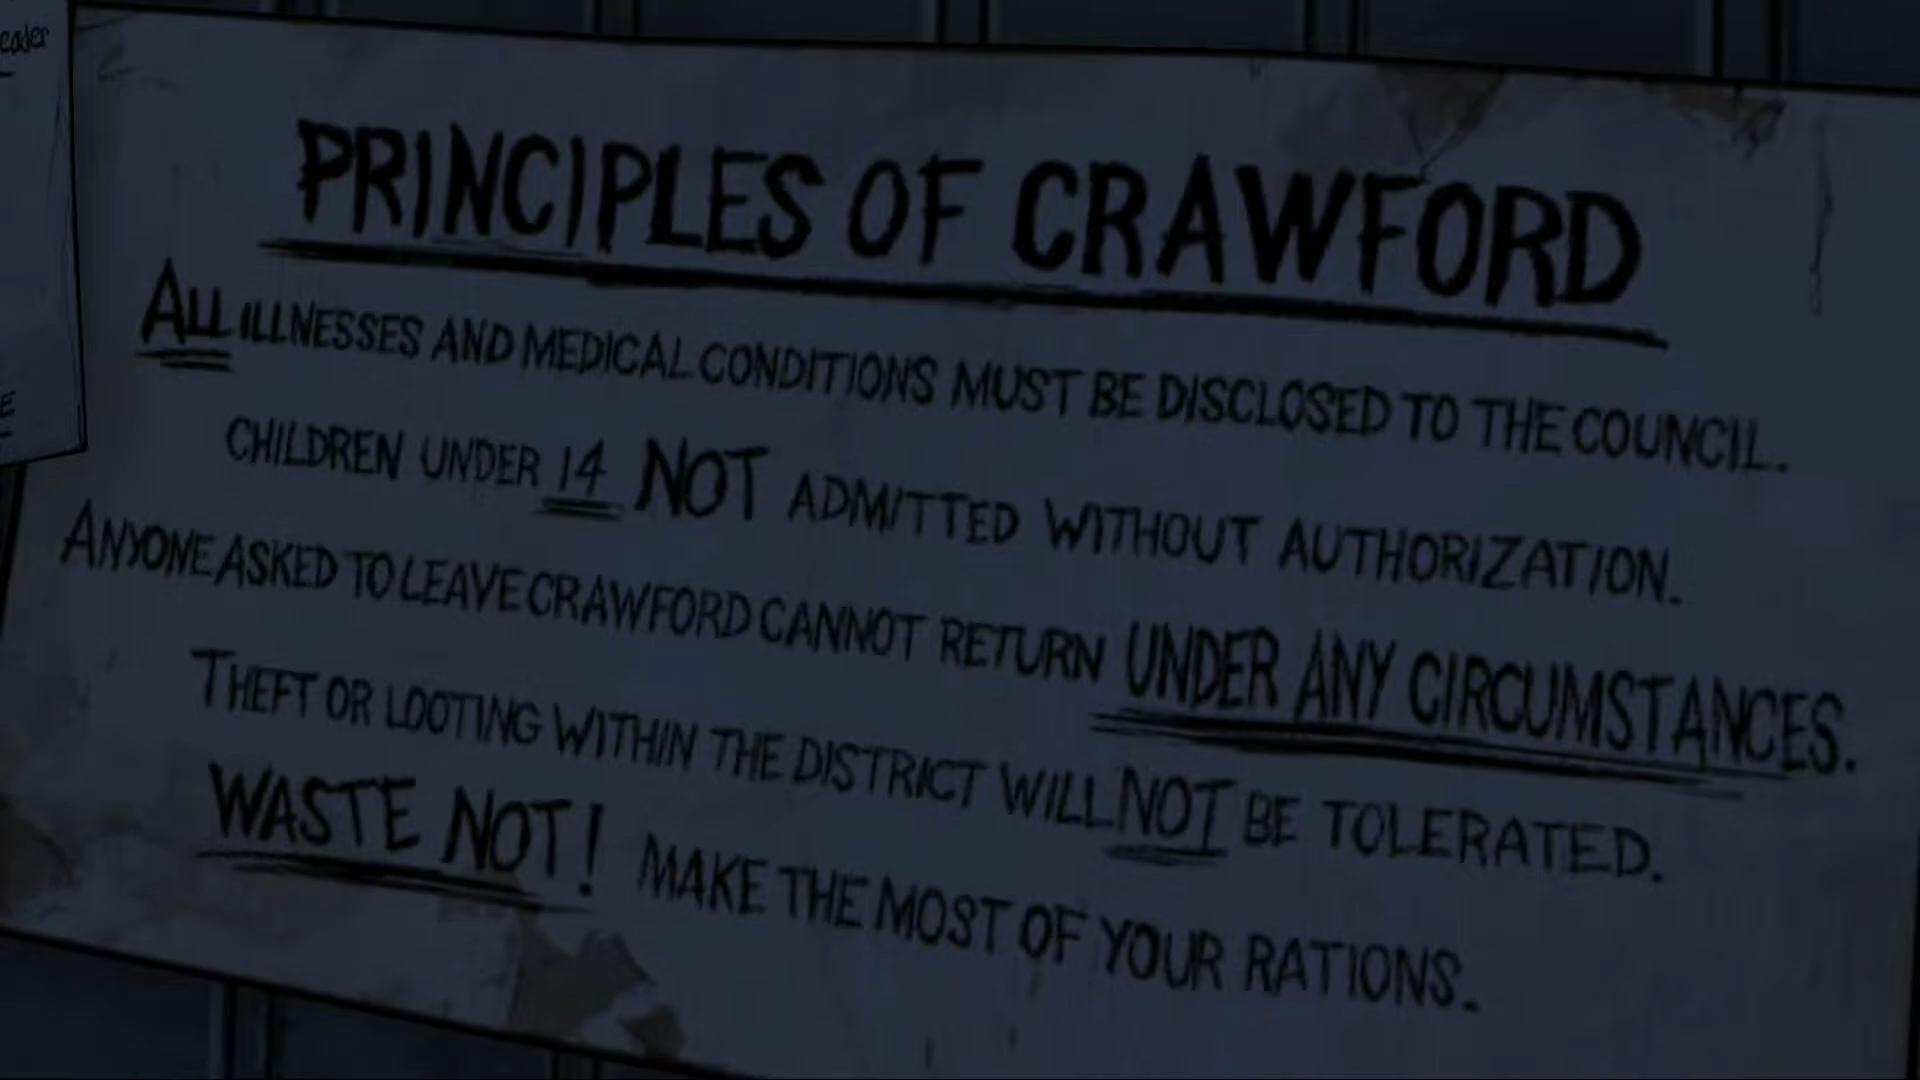 eader
E
PRINCIPLES OF CRAWFORD
ALL ILLNESSES AND MEDICAL CONDITIONS MUST BE DISCLOSED TO THE COUNCIL.
CHILDREN UNDER 14 NOT ADMITTED WITHOUT AUTHORIZATION.
ANYONE ASKED TO LEAVE CRAWFORD CANNOT RETURN UNDER ANY CIRCUMSTANCES.
THEFT OR LOOTING WITHIN THE DISTRICT WILL NOT BE TOLERATED.
WASTE NOT! MAKE THE MOST OF YOUR RATIONS.